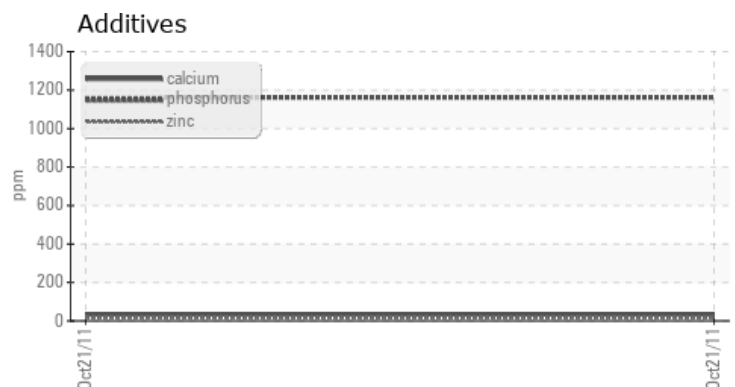 Additives
1400
1200
1000
800
600
400
200
0
ppm
calcium
phosphorus
zinc
Oct21/11
Oct21/11